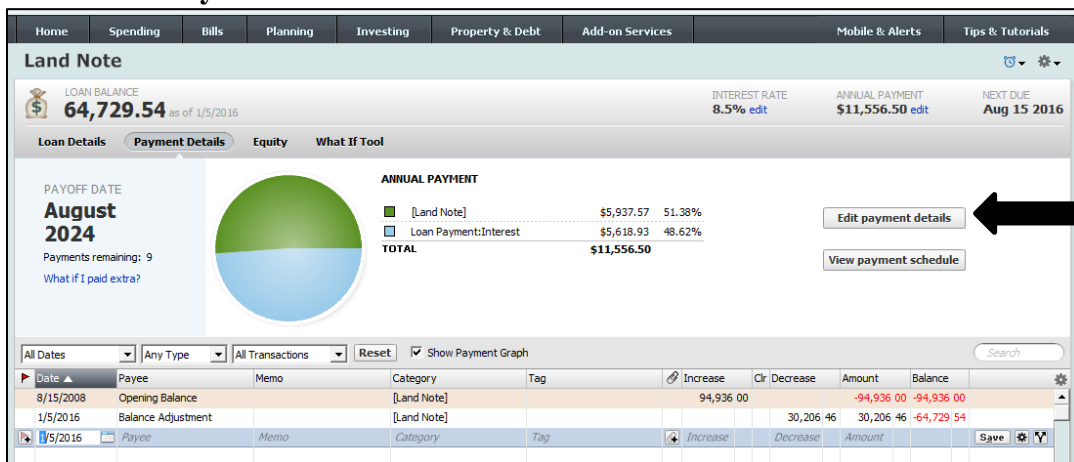 Home Spending Bills Planning Investing Property & Debt Add-on Services Mobile & Alerts Tips & Tutorials
Land Note
LOAN BALANCE INTEREST RATE ANNUAL PAYMENT NEXT DUE
64,729.54 as of 1/5/2016 8.5% edit $11,556.50 edit Aug 15 2016
Loan Details Payment Details Equity What If Tool
PAYOFF DATE
August
2024
Payments remaining: 9
What if I paid extra?
ANNUAL PAYMENT
[Land Note] $5,937.57 51.38%
Loan Payment:Interest $5,618.93 48.62%
TOTAL $11,556.50
Edit payment details
View payment schedule
All Dates Any Type All Transactions Reset Show Payment Graph Search
Date Payee Memo Category Tag Increase Clr Decrease Amount Balance
8/15/2008 Opening Balance [Land Note] 94,936 00 -94,936 00 -94,936 00
1/5/2016 Balance Adjustment [Land Note] 30,206 46 30,206 46 -64,729 54
1/5/2016 Payee Memo Category Tag Increase Decrease Amount Save